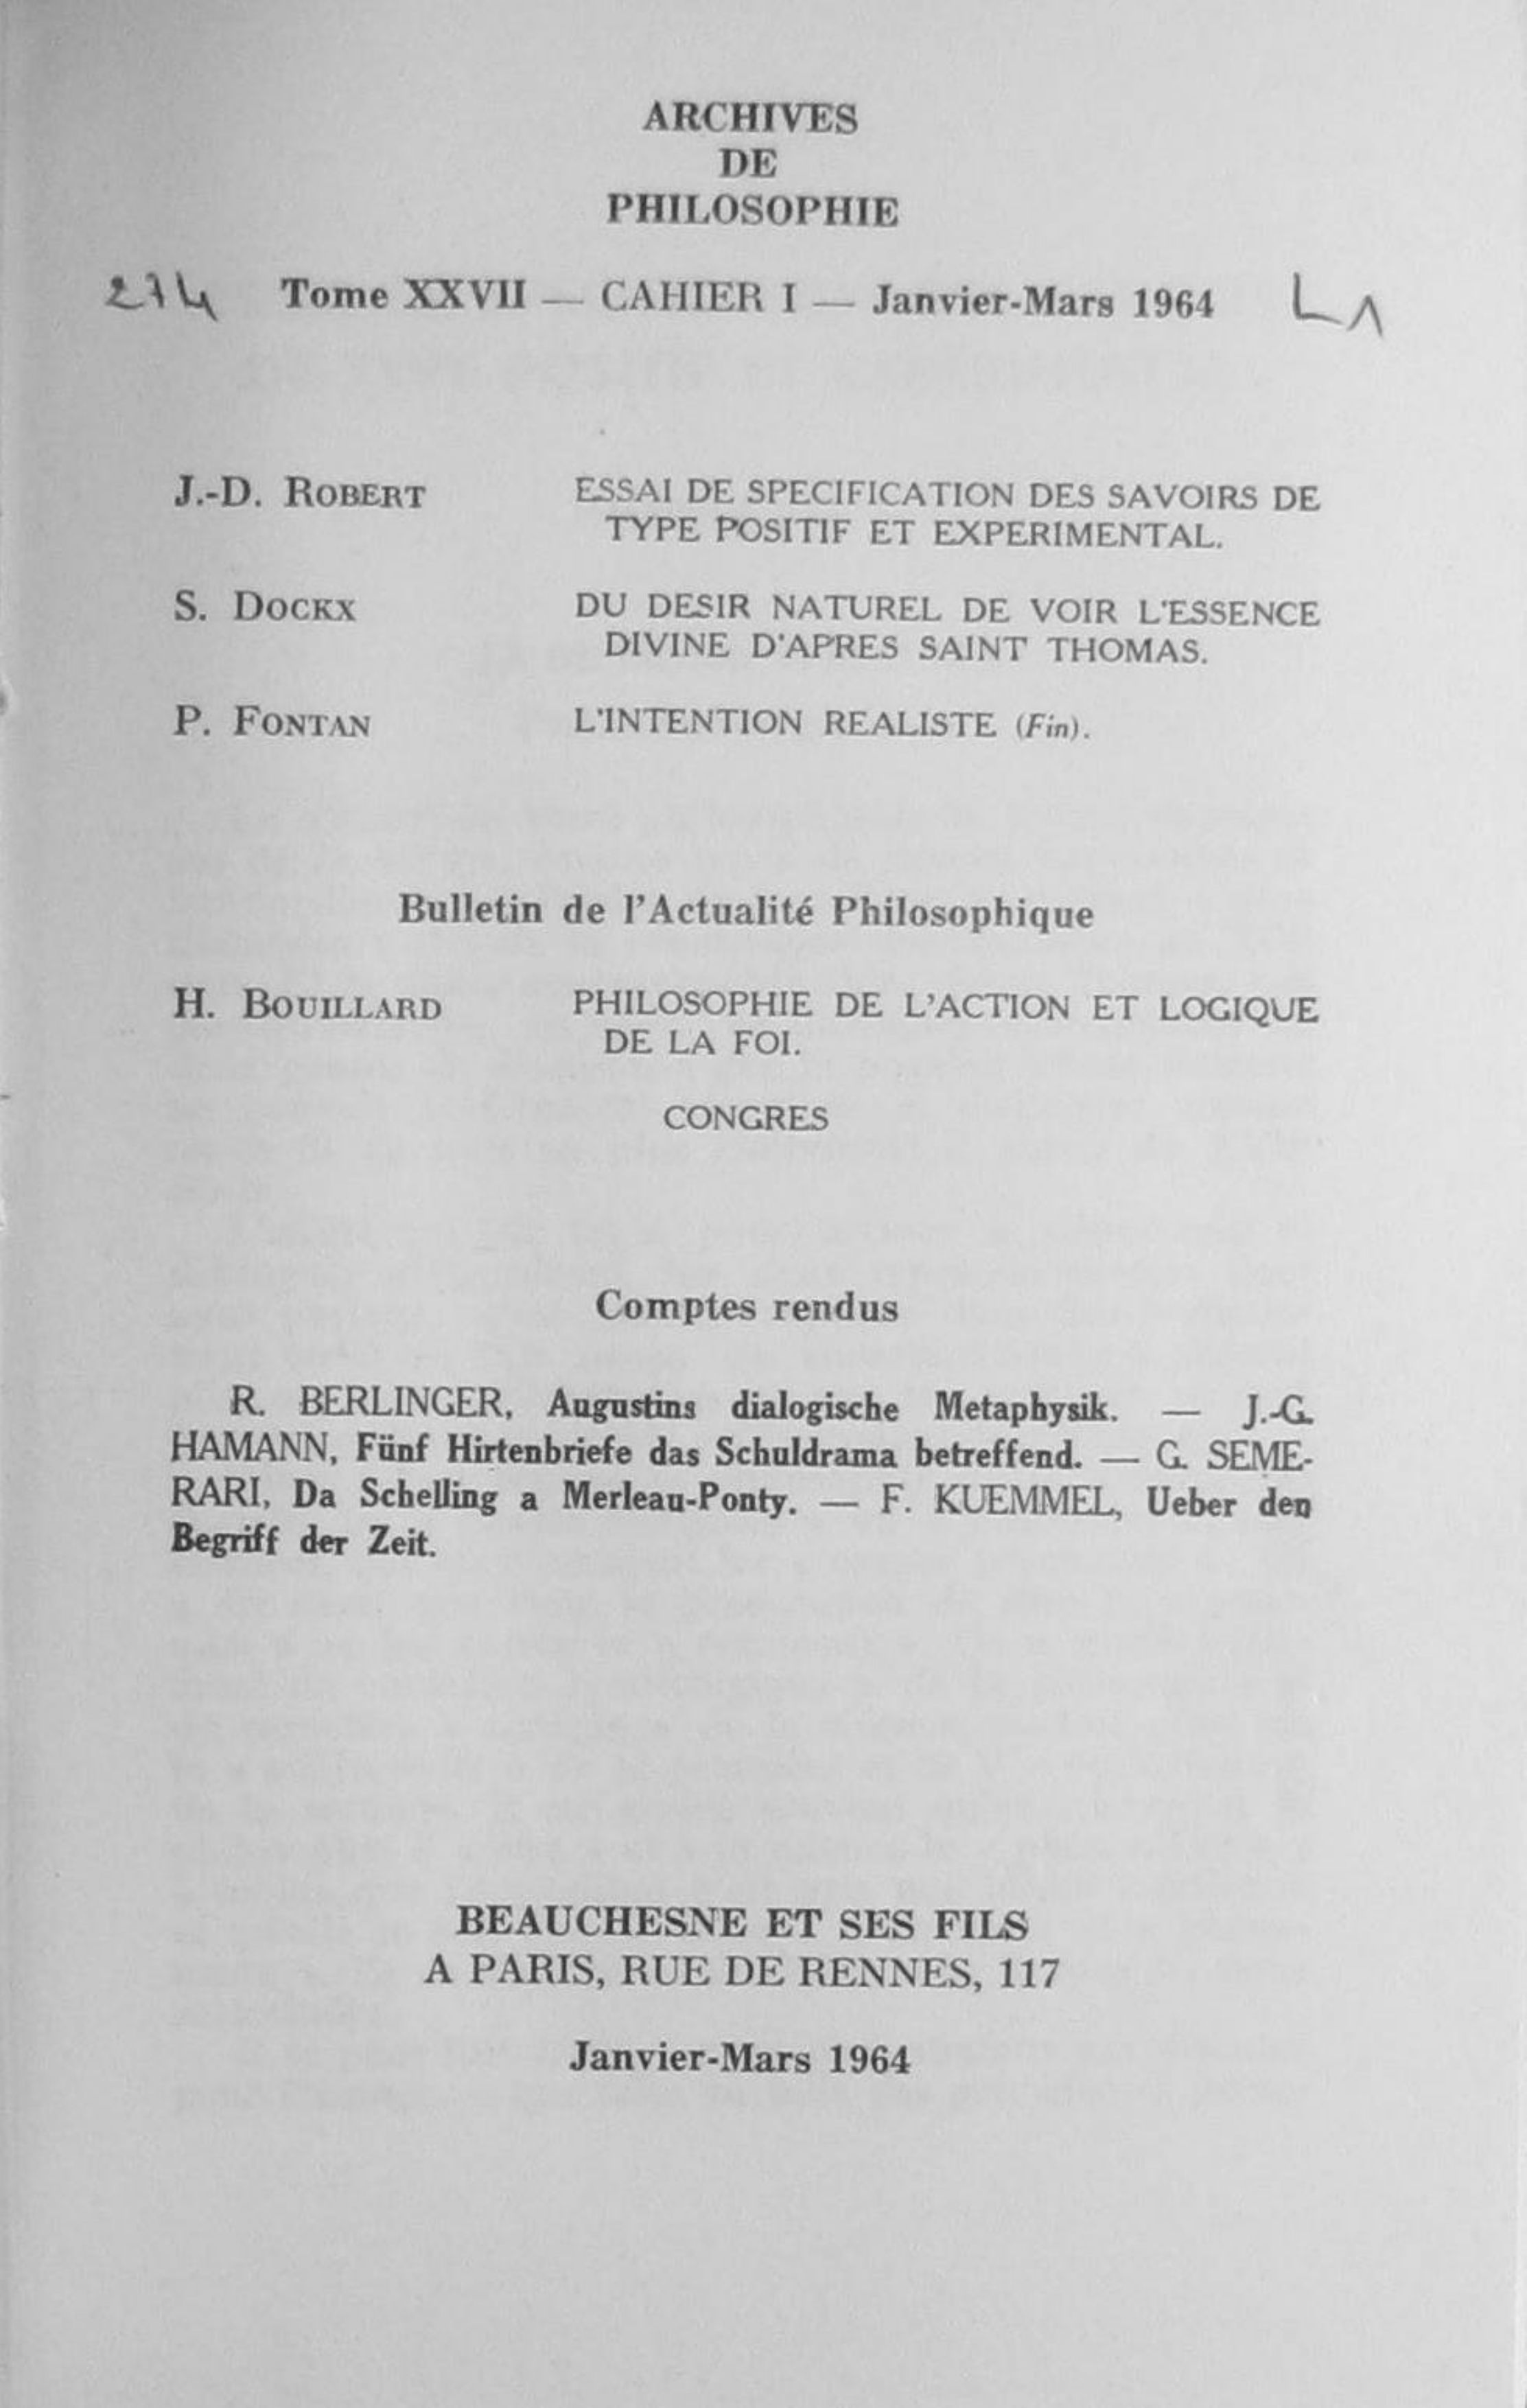 ARCHIVES
DE
PHILOSOPHIE
274 Tome XXVII — CAHIER I — Janvier-Mars 1964 L1
J.-D. ROBERT ESSAI DE SPECIFICATION DES SAVOIRS DE
TYPE POSITIF ET EXPERIMENTAL.
S. DOCKX DU DESIR NATUREL DE VOIR L'ESSENCE
DIVINE D'APRES SAINT THOMAS.
P. FONTAN L'INTENTION REALISTE (Fin).
Bulletin de l'Actualité Philosophique
H. BOUILLARD PHILOSOPHIE DE L'ACTION ET LOGIQUE
DE LA FOI.
CONGRES
Comptes rendus
R. BERLINGER, Augustins dialogische Metaphysik. — J.-G.
HAMANN, Fünf Hirtenbriefe das Schuldrama betreffend. — G. SEME-
RARI, Da Schelling a Merleau-Ponty. — F. KUEMMEL, Ueber den
Begriff der Zeit.
BEAUCHESNE ET SES FILS
A PARIS, RUE DE RENNES, 117
Janvier-Mars 1964